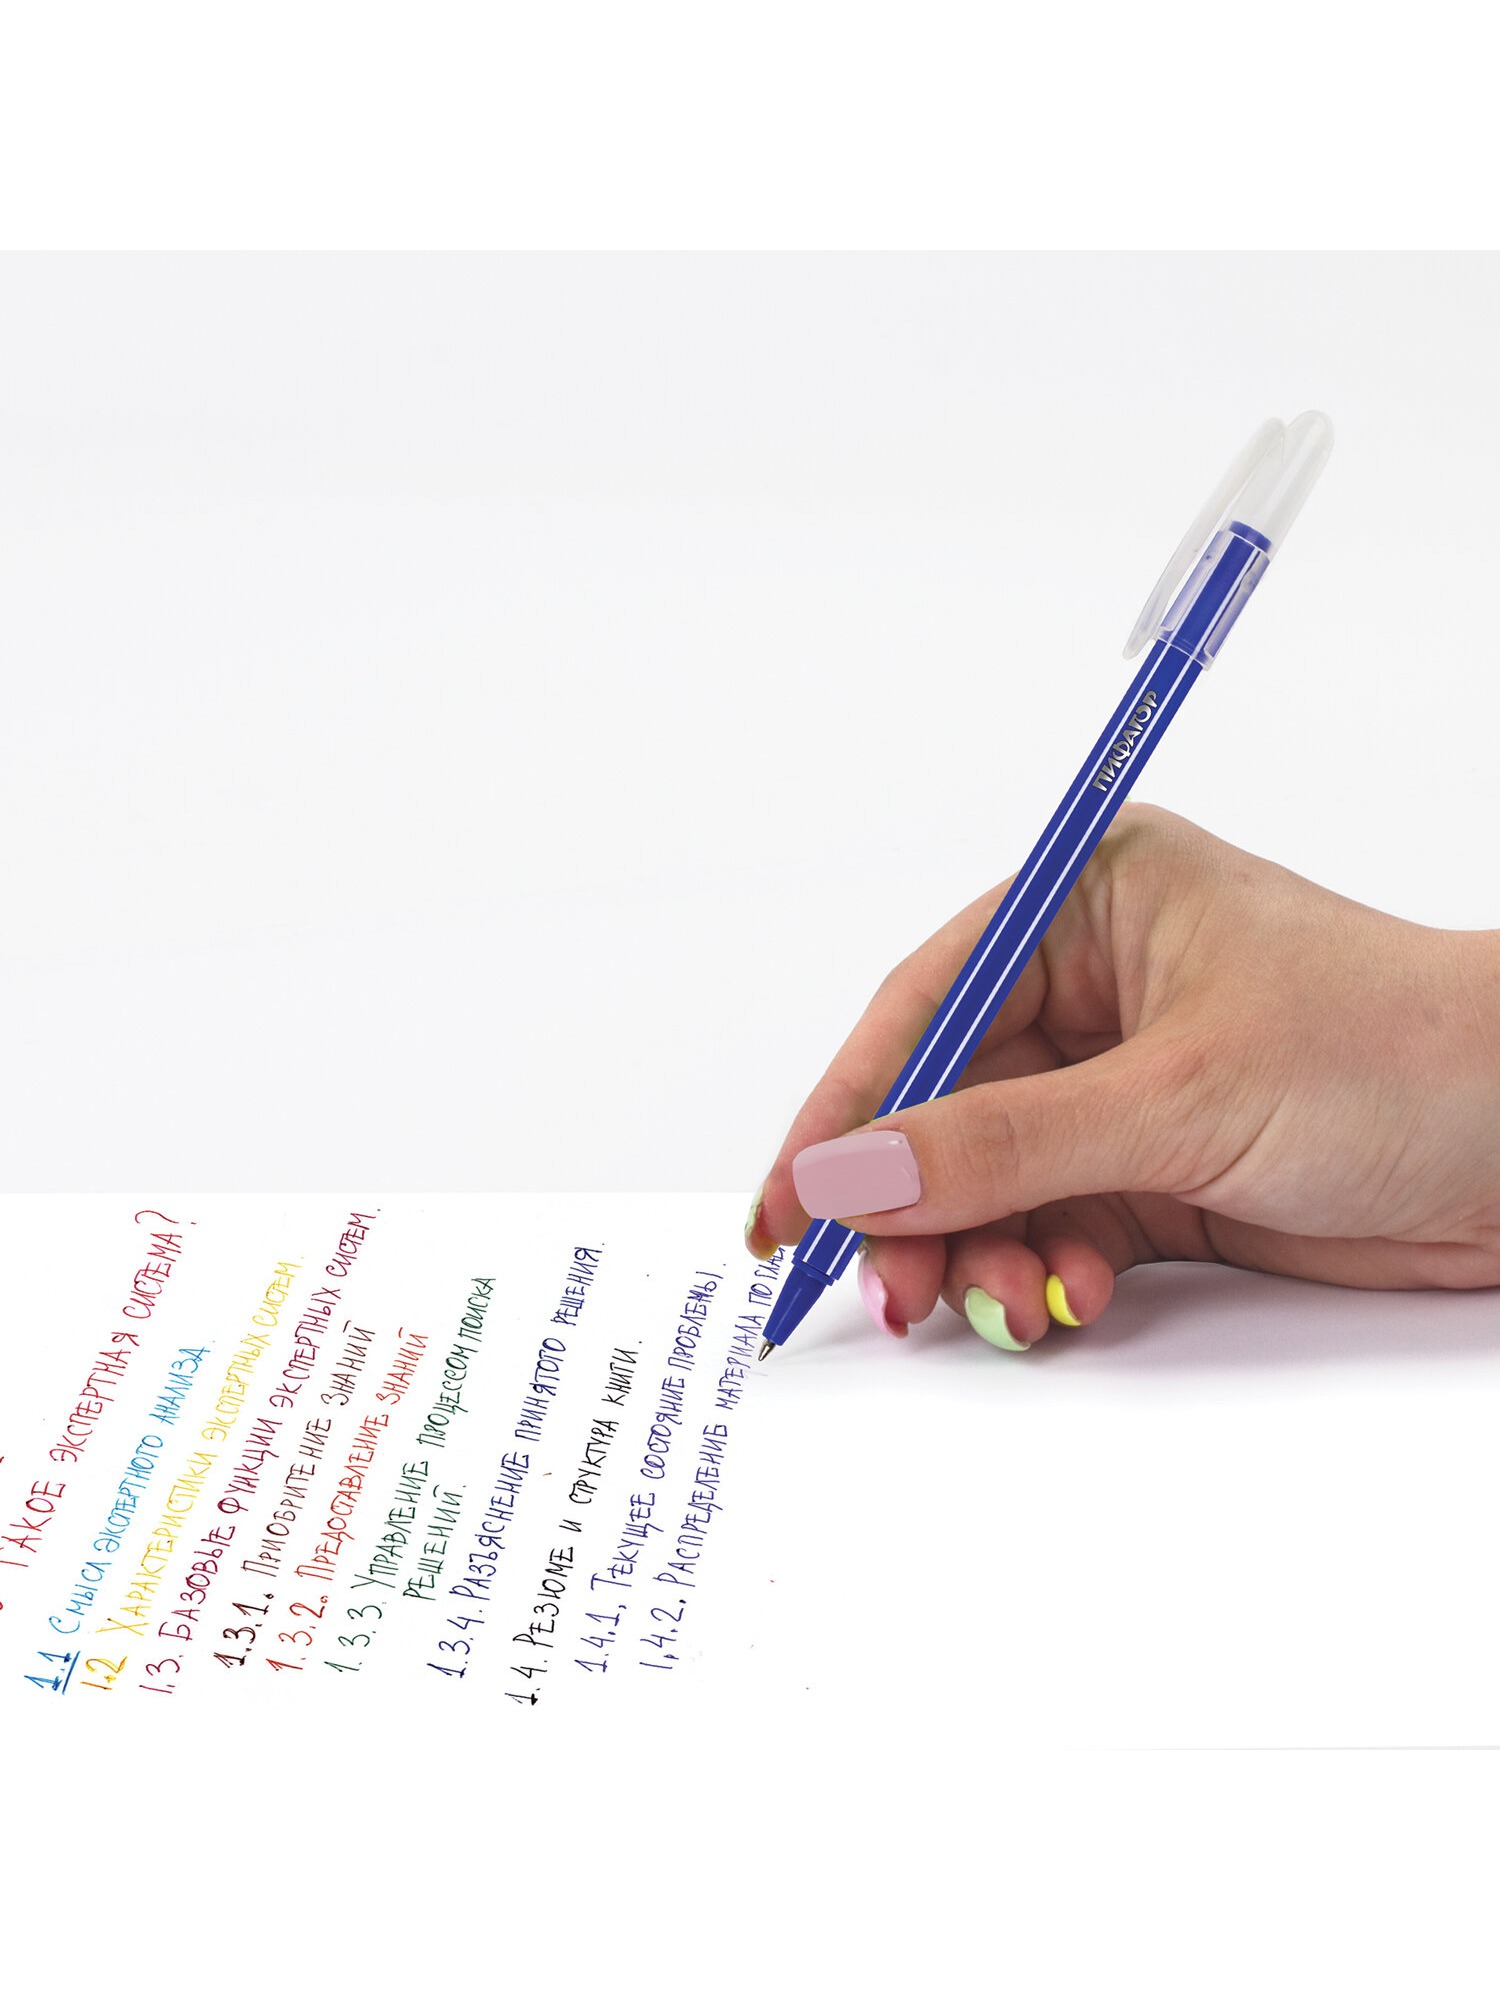 ПИФАГОР
ТАКОЕ ЭКСПЕРТНАЯ СИСТЕМА?
1.1 СМЫСЛ ЭКСПЕРТНОГО АНАЛИЗА.
1.2 ХАРАКТЕРИСТИКИ ЭКСПЕРТНЫХ СИСТЕМ.
1.3. БАЗОВЫЕ ФУНКЦИИ ЭКСПЕРТНЫХ СИСТЕМ.
1.3.1. ПРИОБРИТЕНИЕ ЗНАНИЙ
1.3.2. ПРЕДОСТАВЛЕНИЕ ЗНАНИЙ
1.3.3. УПРАВЛЕНИЕ ПРОЦЕССОМ ПОИСКА
РЕШЕНИЙ.
1.3.4. РАЗЪЯСНЕНИЕ ПРИНЯТОГО РЕШЕНИЯ.
1.4. РЕЗЮМЕ И СТРУКТУРА КНИГИ.
1.4.1. ТЕКУЩЕЕ СОСТОЯНИЕ ПРОБЛЕМЫ.
1.4.2. РАСПРЕДЕЛЕНИЕ МАТЕРИАЛА ПО